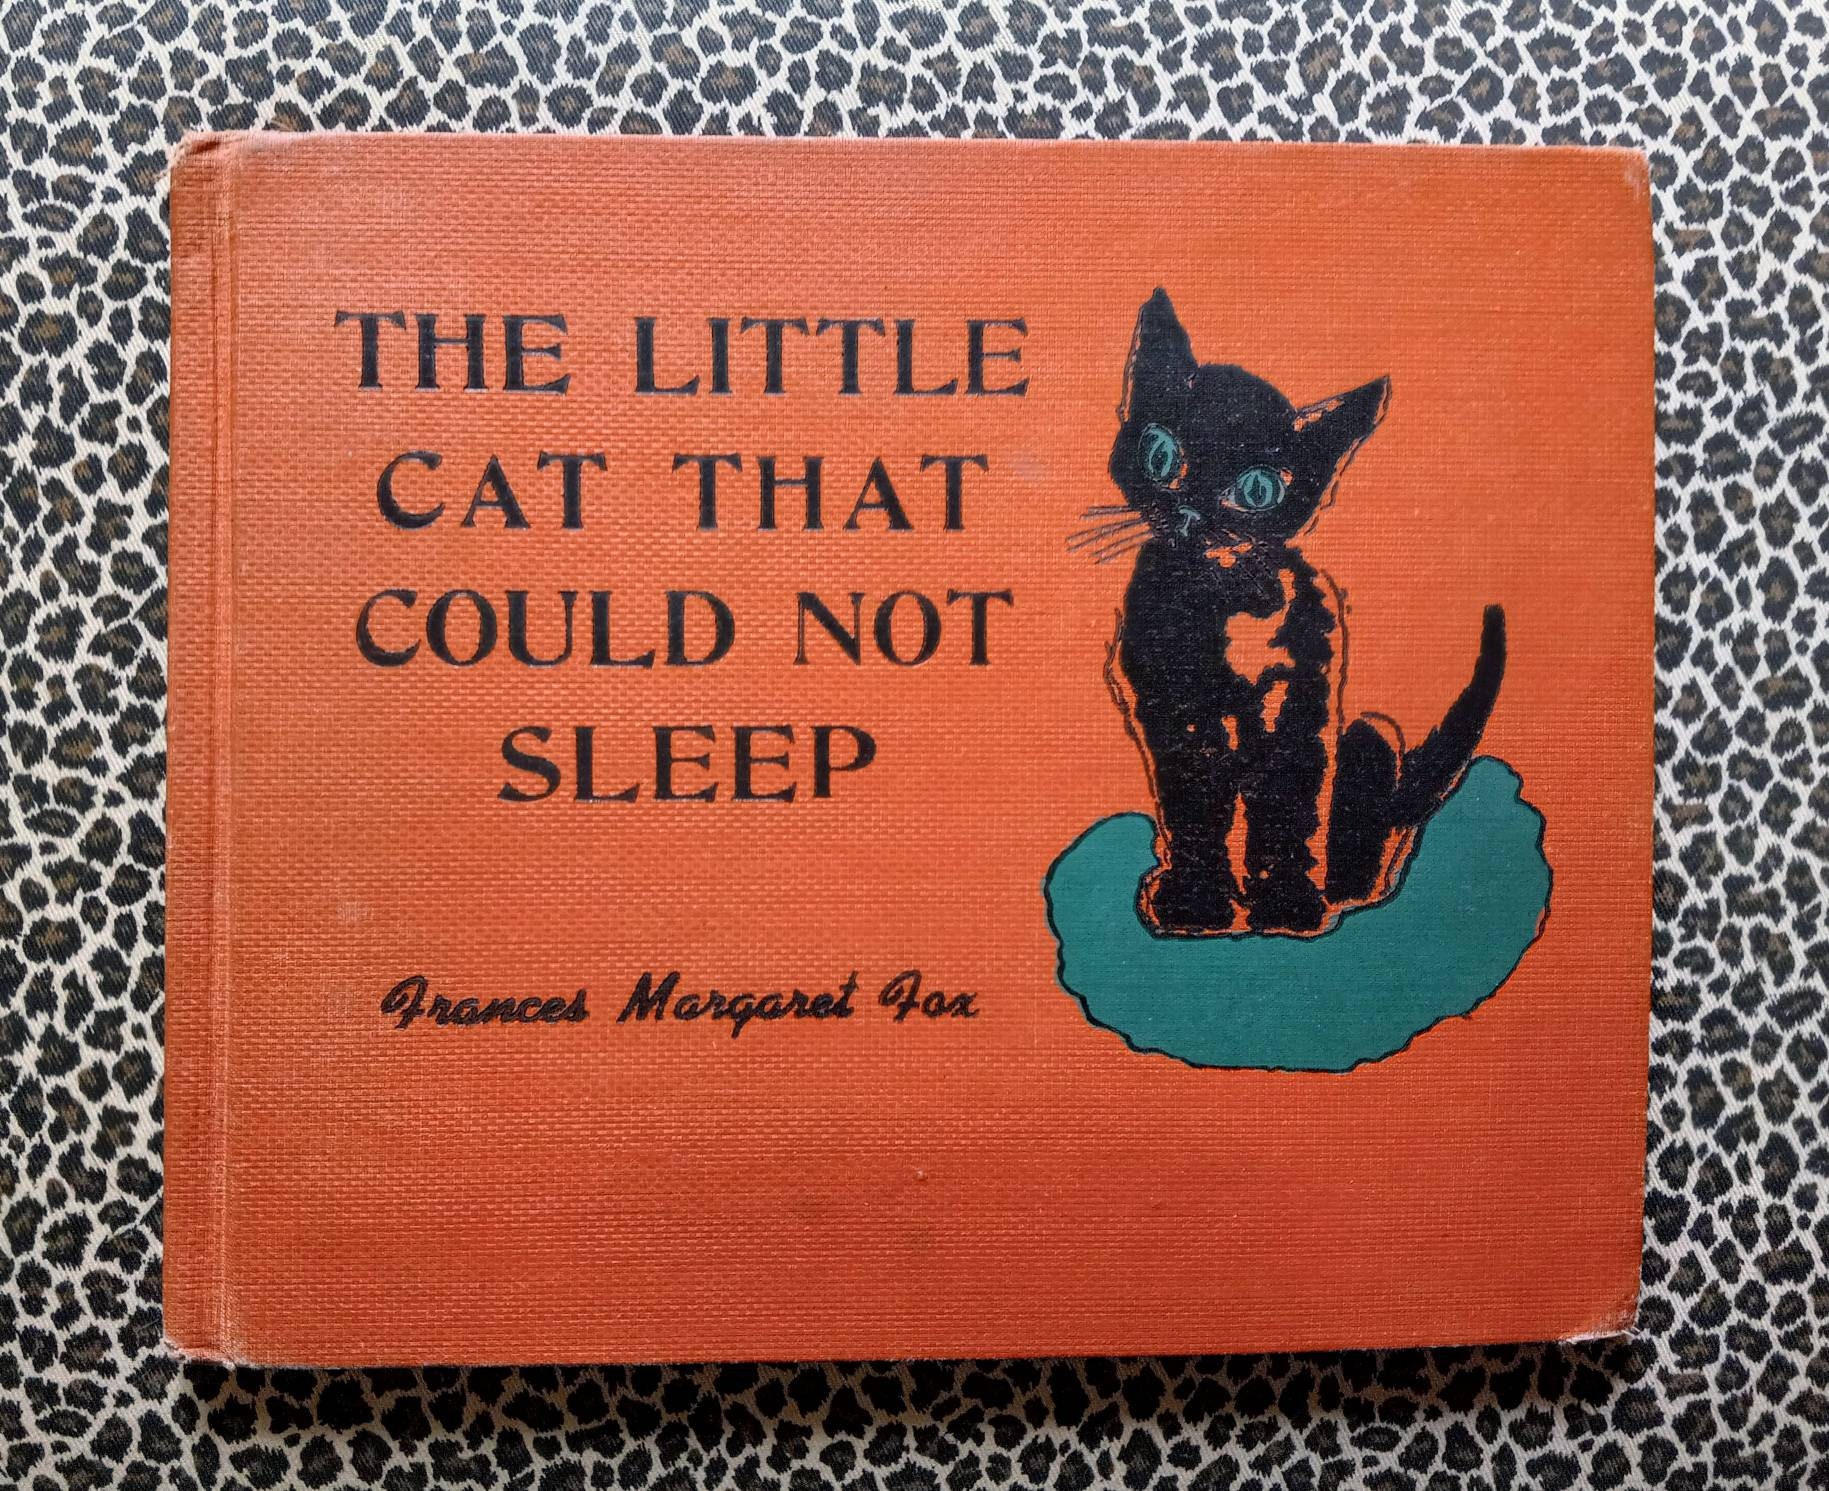 THE LITTLE
CAT THAT
COULD NOT
SLEEP
Frances Margaret Fox